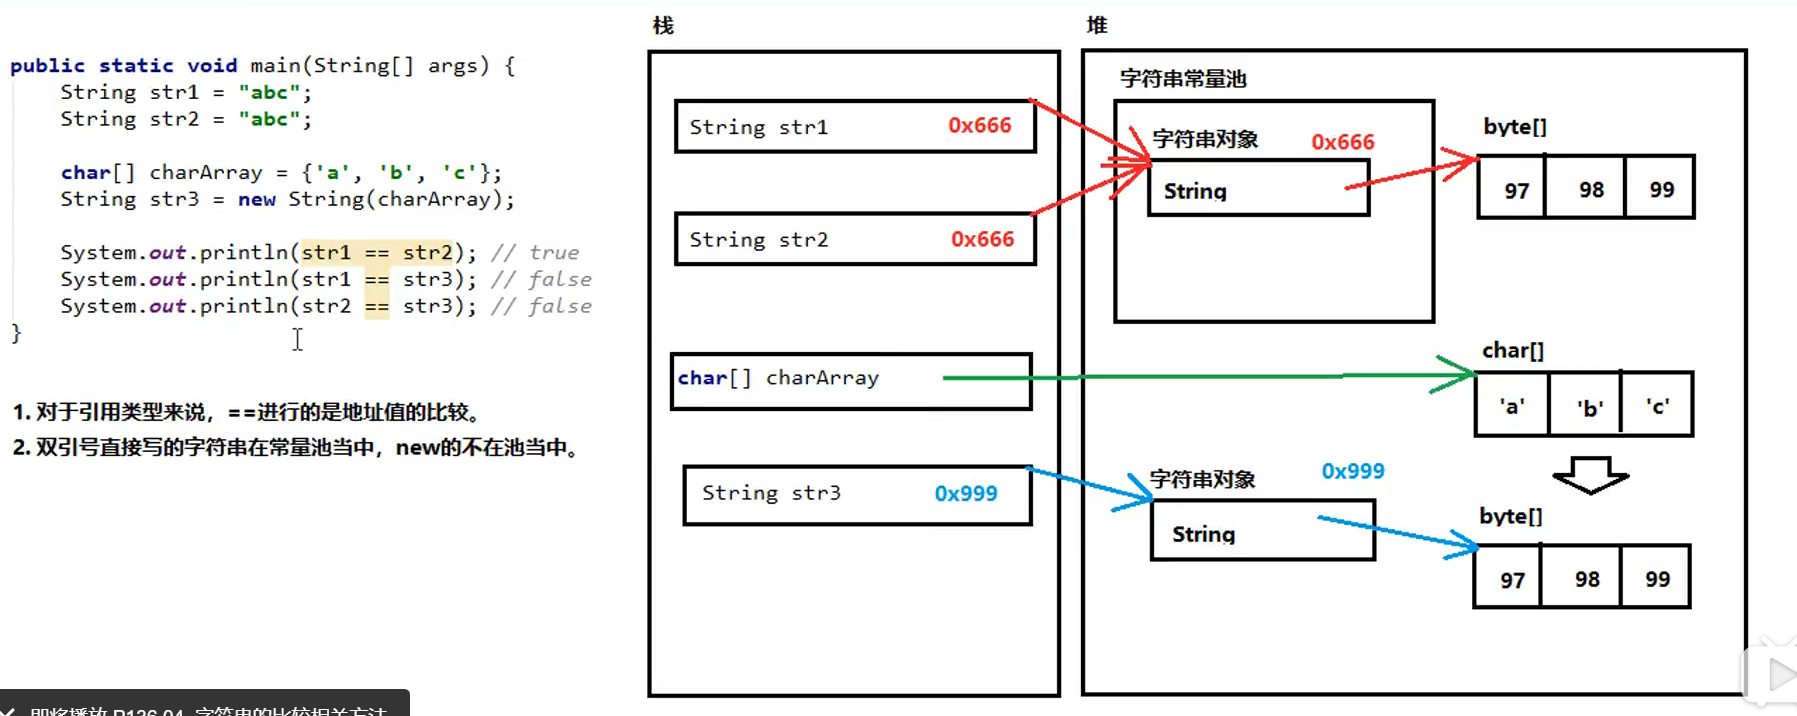 public static void main(String[] args) {
String str1 = "abc";
String str2 = "abc";
char[] charArray = {'a', 'b', 'c'};
String str3 = new String(charArray);
System.out.println(str1 == str2); // true
System.out.println(str1 == str3); // false
System.out.println(str2 == str3); // false
}
1. 对于引用类型来说，==进行的是地址值的比较。
2. 双引号直接写的字符串在常量池当中，new的不在池当中。
栈
String str1 0x666
String str2 0x666
char[] charArray
String str3 0x999
堆
字符串常量池
字符串对象 0x666
String
byte[]
97 98 99
char[]
'a' 'b' 'c'
字符串对象 0x999
String
byte[]
97 98 99
即将播放 P136 04. 字符串的比较相关方法